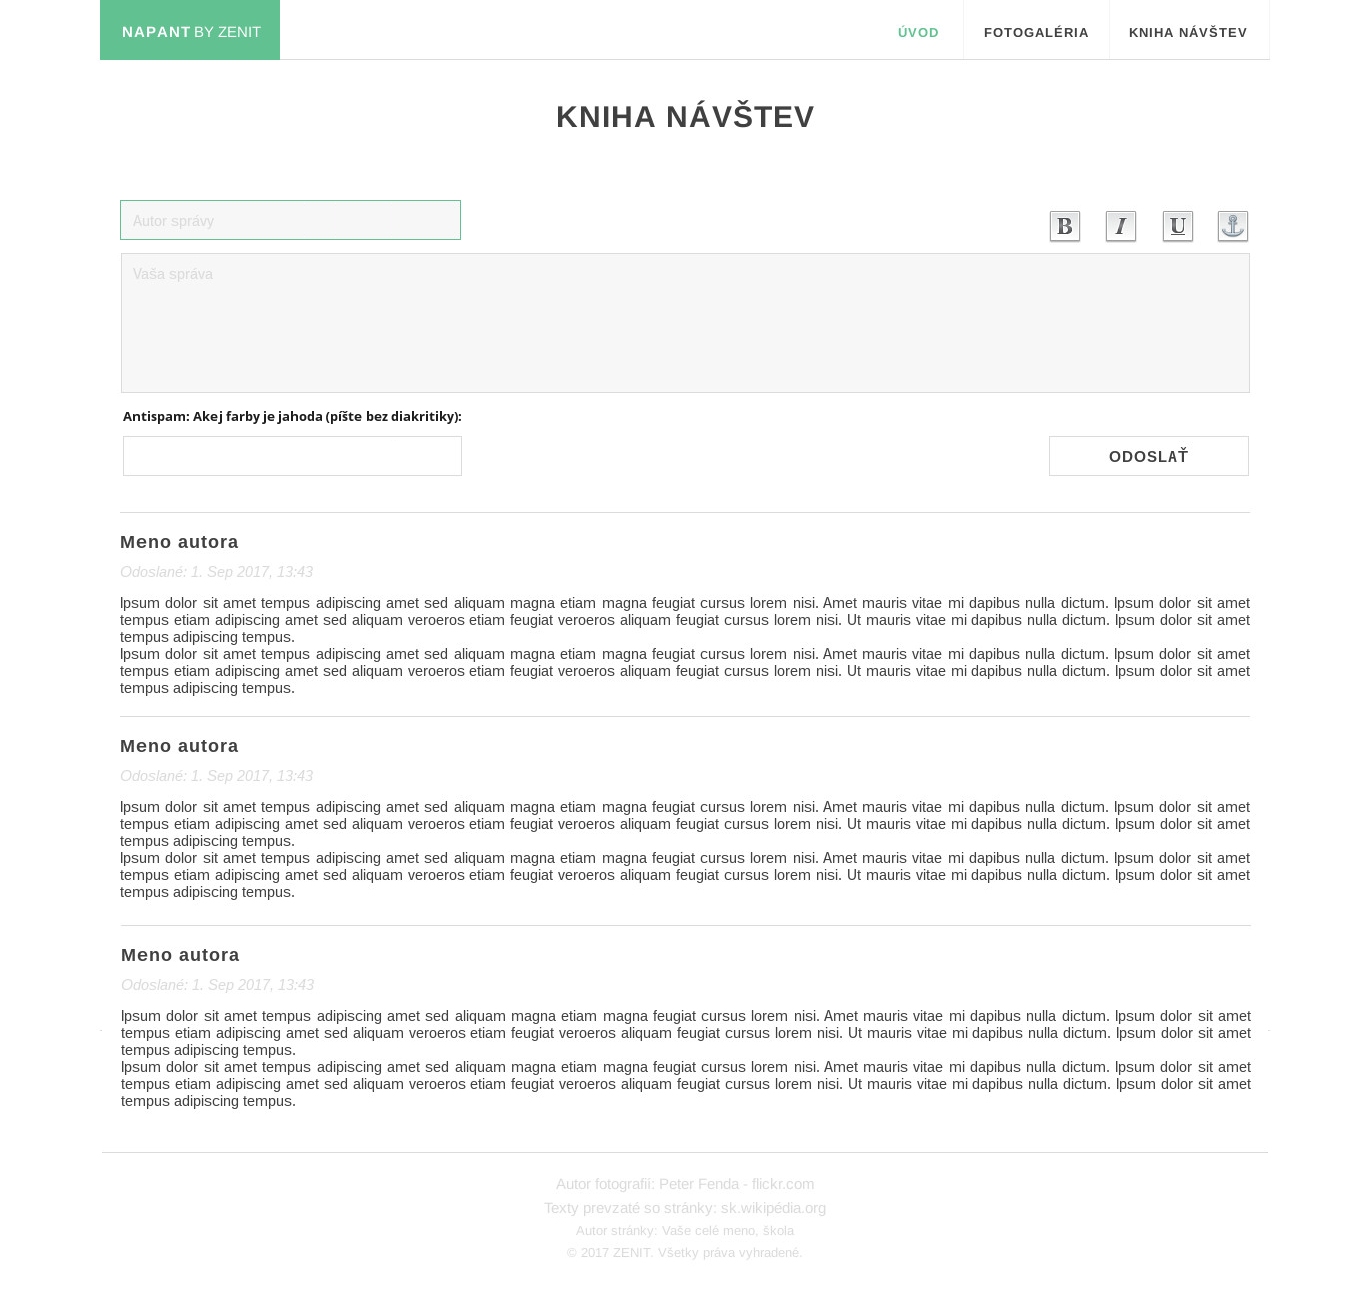 NAPANT BY ZENIT
ÚVOD
FOTOGALÉRIA
KNIHA NÁVŠTEV
KNIHA NÁVŠTEV
Autor správy
B I U
Vaša správa
Antispam: Akej farby je jahoda (píšte bez diakritiky):
ODOSLAŤ
Meno autora
Odoslané: 1. Sep 2017, 13:43
Ipsum dolor sit amet tempus adipiscing amet sed aliquam magna etiam magna feugiat cursus lorem nisi. Amet mauris vitae mi dapibus nulla dictum. Ipsum dolor sit amet
tempus etiam adipiscing amet sed aliquam veroeros etiam feugiat veroeros aliquam feugiat cursus lorem nisi. Ut mauris vitae mi dapibus nulla dictum. Ipsum dolor sit amet
tempus adipiscing tempus.
Ipsum dolor sit amet tempus adipiscing amet sed aliquam magna etiam magna feugiat cursus lorem nisi. Amet mauris vitae mi dapibus nulla dictum. Ipsum dolor sit amet
tempus etiam adipiscing amet sed aliquam veroeros etiam feugiat veroeros aliquam feugiat cursus lorem nisi. Ut mauris vitae mi dapibus nulla dictum. Ipsum dolor sit amet
tempus adipiscing tempus.
Meno autora
Odoslané: 1. Sep 2017, 13:43
Ipsum dolor sit amet tempus adipiscing amet sed aliquam magna etiam magna feugiat cursus lorem nisi. Amet mauris vitae mi dapibus nulla dictum. Ipsum dolor sit amet
tempus etiam adipiscing amet sed aliquam veroeros etiam feugiat veroeros aliquam feugiat cursus lorem nisi. Ut mauris vitae mi dapibus nulla dictum. Ipsum dolor sit amet
tempus adipiscing tempus.
Ipsum dolor sit amet tempus adipiscing amet sed aliquam magna etiam magna feugiat cursus lorem nisi. Amet mauris vitae mi dapibus nulla dictum. Ipsum dolor sit amet
tempus etiam adipiscing amet sed aliquam veroeros etiam feugiat veroeros aliquam feugiat cursus lorem nisi. Ut mauris vitae mi dapibus nulla dictum. Ipsum dolor sit amet
tempus adipiscing tempus.
Meno autora
Odoslané: 1. Sep 2017, 13:43
Ipsum dolor sit amet tempus adipiscing amet sed aliquam magna etiam magna feugiat cursus lorem nisi. Amet mauris vitae mi dapibus nulla dictum. Ipsum dolor sit amet
tempus etiam adipiscing amet sed aliquam veroeros etiam feugiat veroeros aliquam feugiat cursus lorem nisi. Ut mauris vitae mi dapibus nulla dictum. Ipsum dolor sit amet
tempus adipiscing tempus.
Ipsum dolor sit amet tempus adipiscing amet sed aliquam magna etiam magna feugiat cursus lorem nisi. Amet mauris vitae mi dapibus nulla dictum. Ipsum dolor sit amet
tempus etiam adipiscing amet sed aliquam veroeros etiam feugiat veroeros aliquam feugiat cursus lorem nisi. Ut mauris vitae mi dapibus nulla dictum. Ipsum dolor sit amet
tempus adipiscing tempus.
Autor fotografií: Peter Fenda - flickr.com
Texty prevzaté so stránky: sk.wikipédia.org
Autor stránky: Vaše celé meno, škola
© 2017 ZENIT. Všetky práva vyhradené.